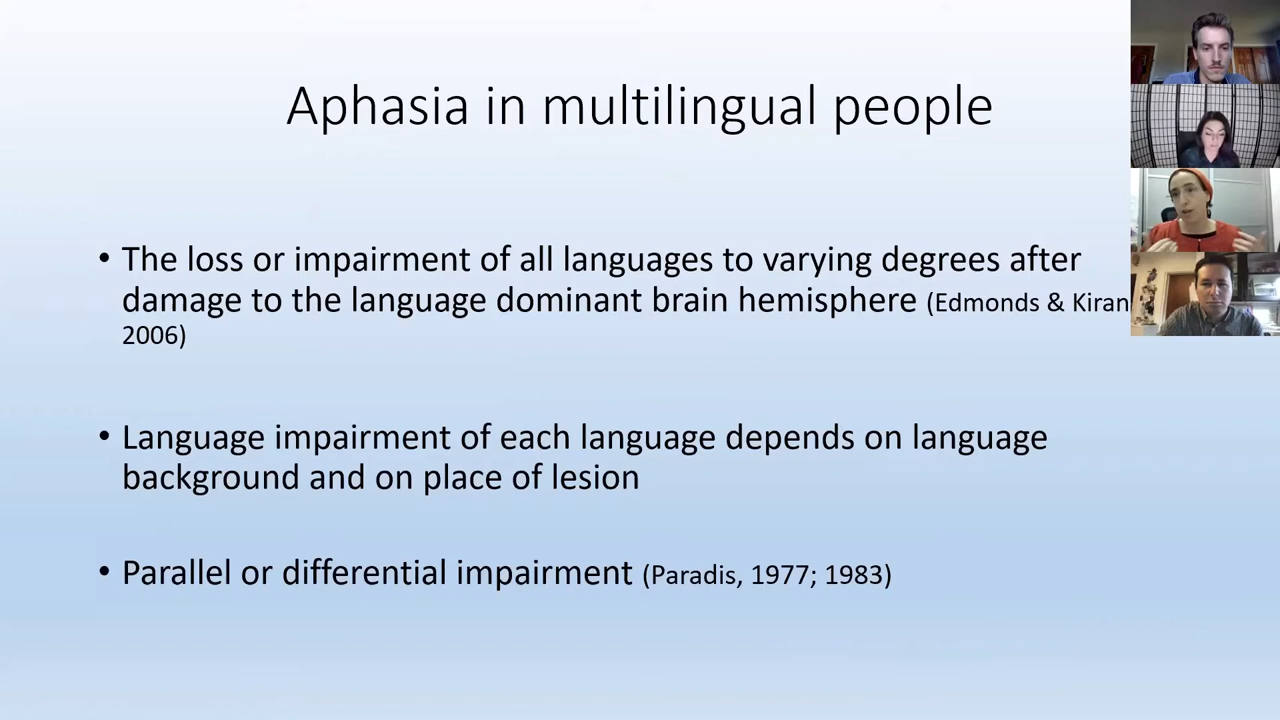 Aphasia in multilingual people
• The loss or impairment of all languages to varying degrees after
damage to the language dominant brain hemisphere (Edmonds & Kiran
2006)
• Language impairment of each language depends on language
background and on place of lesion
• Parallel or differential impairment (Paradis, 1977; 1983)